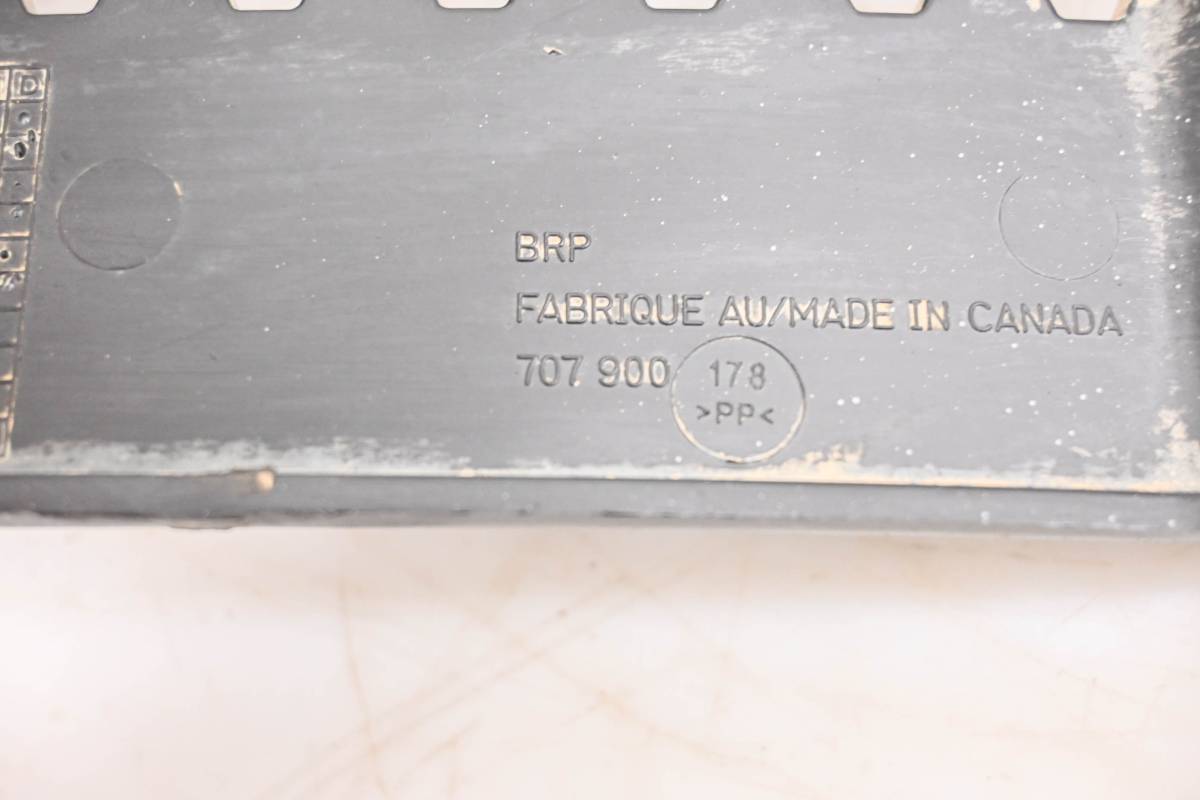 D
BRP
FABRIQUE AU/MADE IN CANADA
707 900 178
>PP<